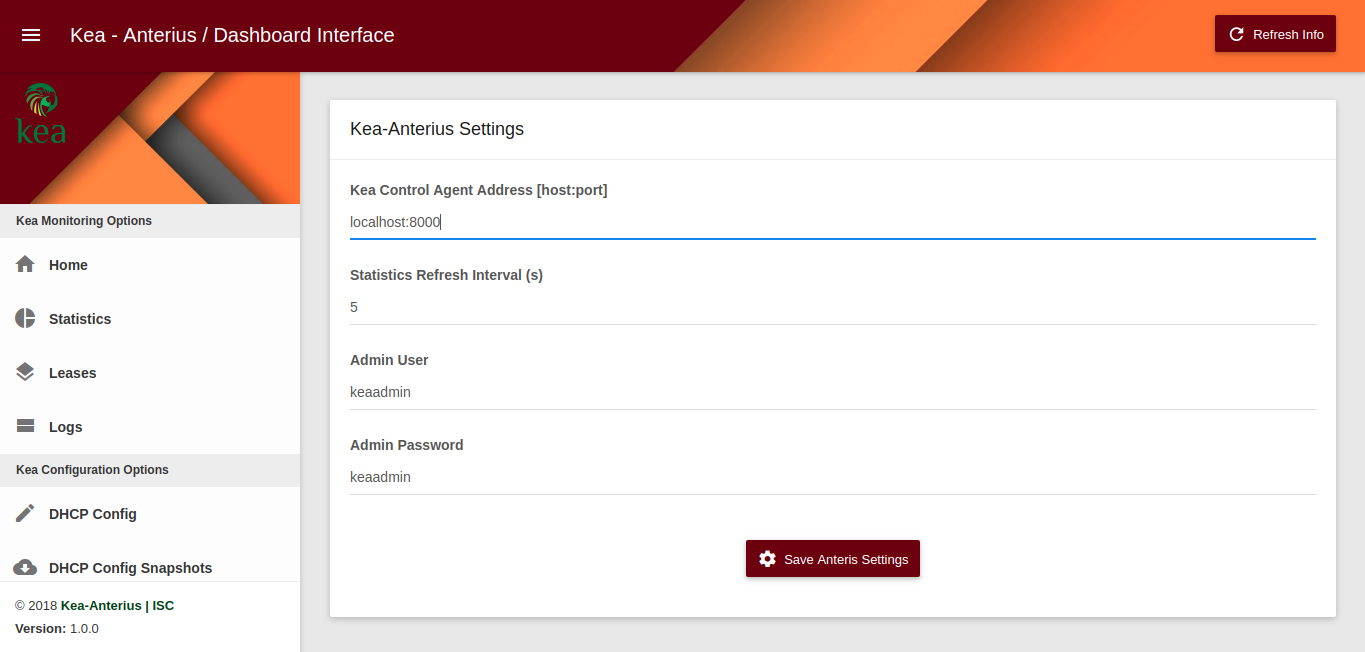 Kea - Anterius / Dashboard Interface
Refresh Info
kea
Kea Monitoring Options
Home
Statistics
Leases
Logs
Kea Configuration Options
DHCP Config
DHCP Config Snapshots
© 2018 Kea-Anterius | ISC
Version: 1.0.0
Kea-Anterius Settings
Kea Control Agent Address [host:port]
localhost:8000
Statistics Refresh Interval (s)
5
Admin User
keaadmin
Admin Password
keaadmin
Save Anteris Settings